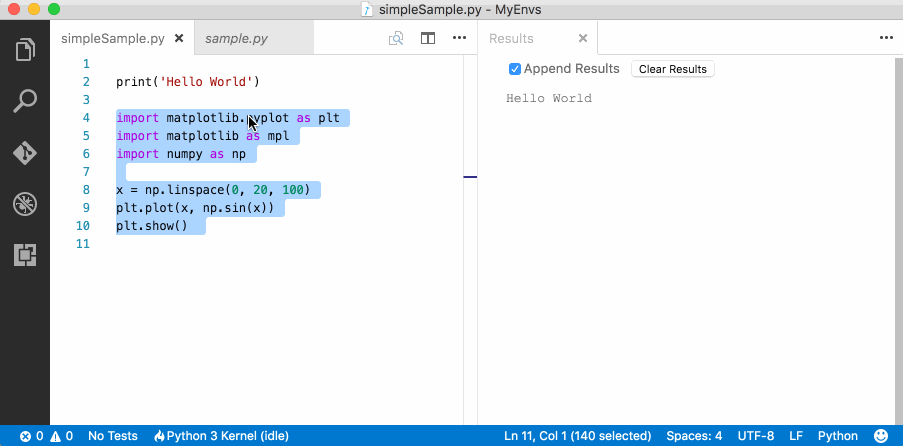 simpleSample.py - MyEnvs
simpleSample.py × sample.py
1
2 print('Hello World')
3
4 import matplotlib.pyplot as plt
5 import matplotlib as mpl
6 import numpy as np
7
8 x = np.linspace(0, 20, 100)
9 plt.plot(x, np.sin(x))
10 plt.show()
11
Results ×
Append Results Clear Results
Hello World
0 0 No Tests Python 3 Kernel (idle) Ln 11, Col 1 (140 selected) Spaces: 4 UTF-8 LF Python